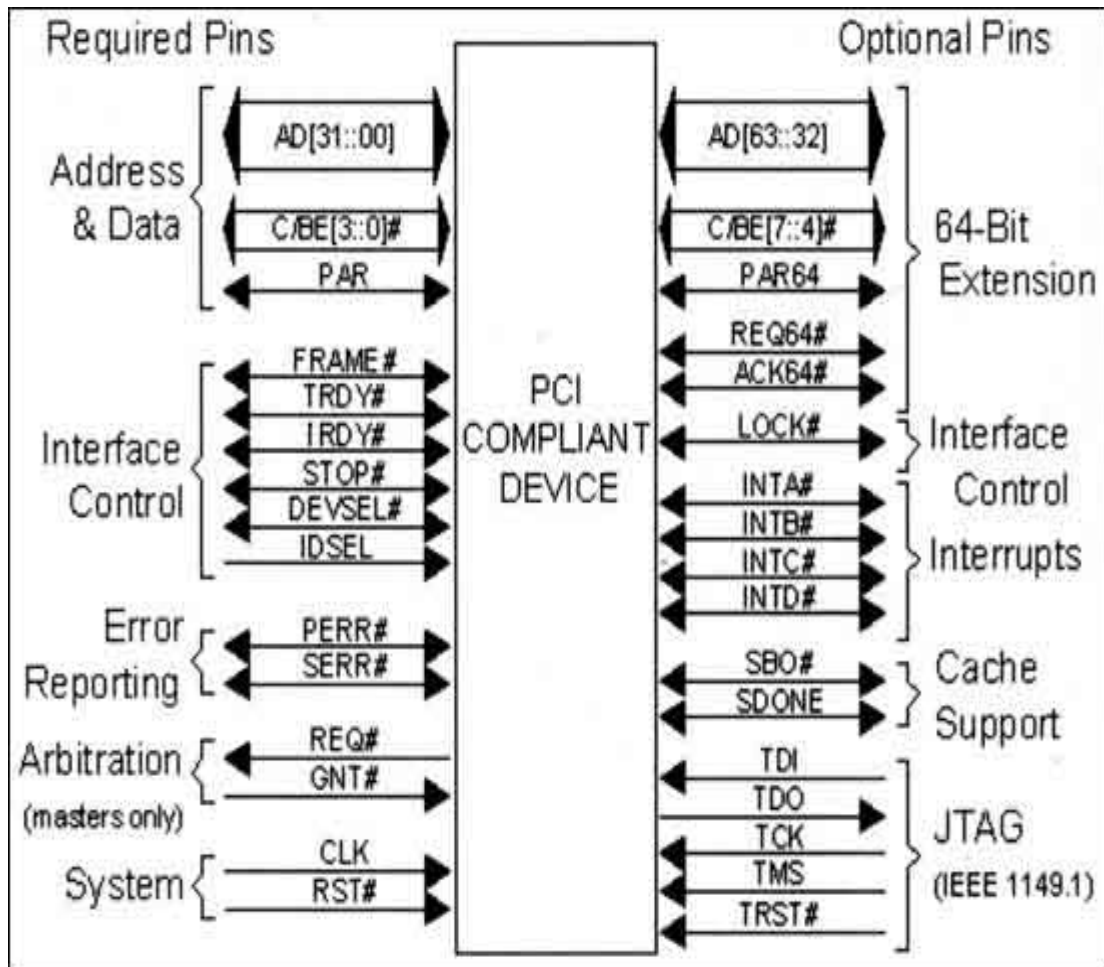 Required Pins
Optional Pins
Address
& Data
AD[31::00]
C/BE[3::0]#
PAR
Interface
Control
FRAME#
TRDY#
IRDY#
STOP#
DEVSEL#
IDSEL
Error
Reporting
PERR#
SERR#
Arbitration
(masters only)
REQ#
GNT#
System
CLK
RST#
PCI
COMPLIANT
DEVICE
AD[63::32]
C/BE[7::4]#
PAR64
REQ64#
ACK64#
64-Bit
Extension
LOCK#
Interface
Control
INTA#
INTB#
INTC#
INTD#
Interrupts
SBO#
SDONE
Cache
Support
TDI
TDO
TCK
TMS
TRST#
JTAG
(IEEE 1149.1)